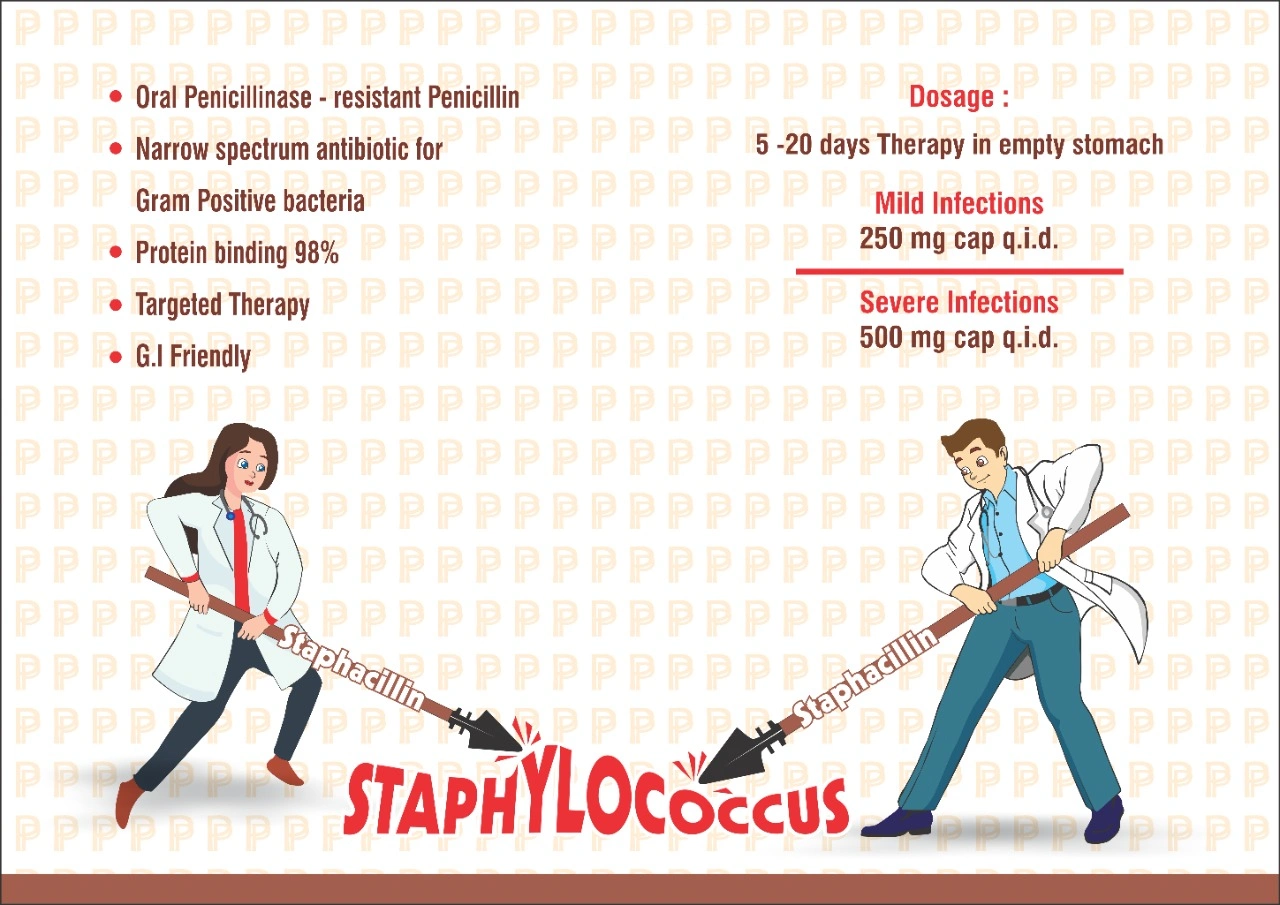 • Oral Penicillinase - resistant Penicillin
• Narrow spectrum antibiotic for
Gram Positive bacteria
• Protein binding 98%
• Targeted Therapy
• G.I Friendly
Dosage :
5 -20 days Therapy in empty stomach
Mild Infections
250 mg cap q.i.d.
Severe Infections
500 mg cap q.i.d.
Staphacillin
Staphacillin
STAPHYLOCOCCUS